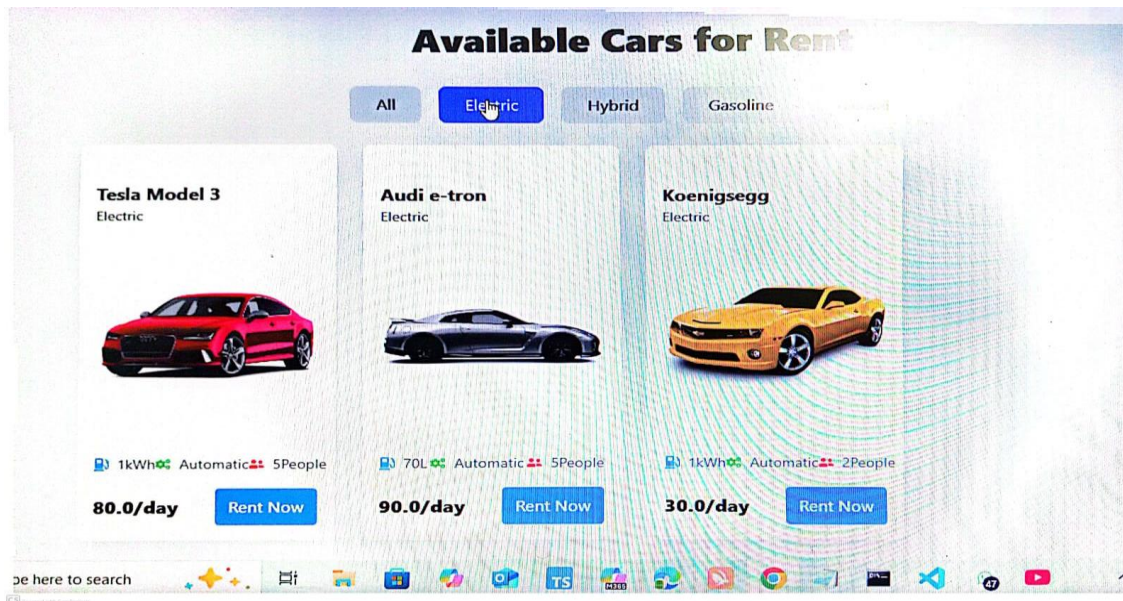 Available Cars for Rent
All Electric Hybrid Gasoline
Tesla Model 3
Electric
Audi e-tron
Electric
Koenigsegg
Electric
1kWh Automatic 5People
80.0/day Rent Now
70L Automatic 5People
90.0/day Rent Now
1kWh Automatic 2People
30.0/day Rent Now
pe here to search
TS
M365
47